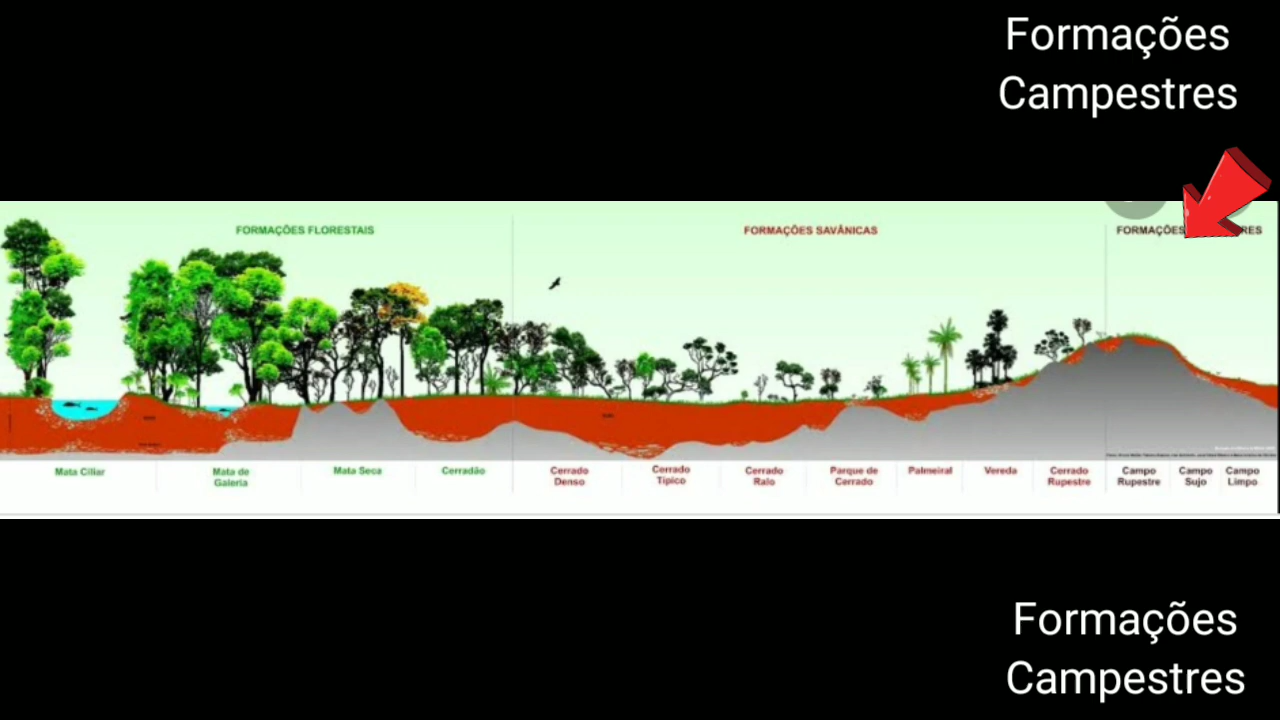 Formações
Campestres
FORMAÇÕES FLORESTAIS
FORMAÇÕES SAVÂNICAS
FORMAÇÕES
Mata Ciliar
Mata de
Galeria
Mata Seca
Cerradão
Cerrado
Denso
Cerrado
Típico
Cerrado
Ralo
Parque de
Cerrado
Palmeiral
Vereda
Cerrado
Rupestre
Campo
Rupestre
Campo
Sujo
Campo
Limpo
Formações
Campestres